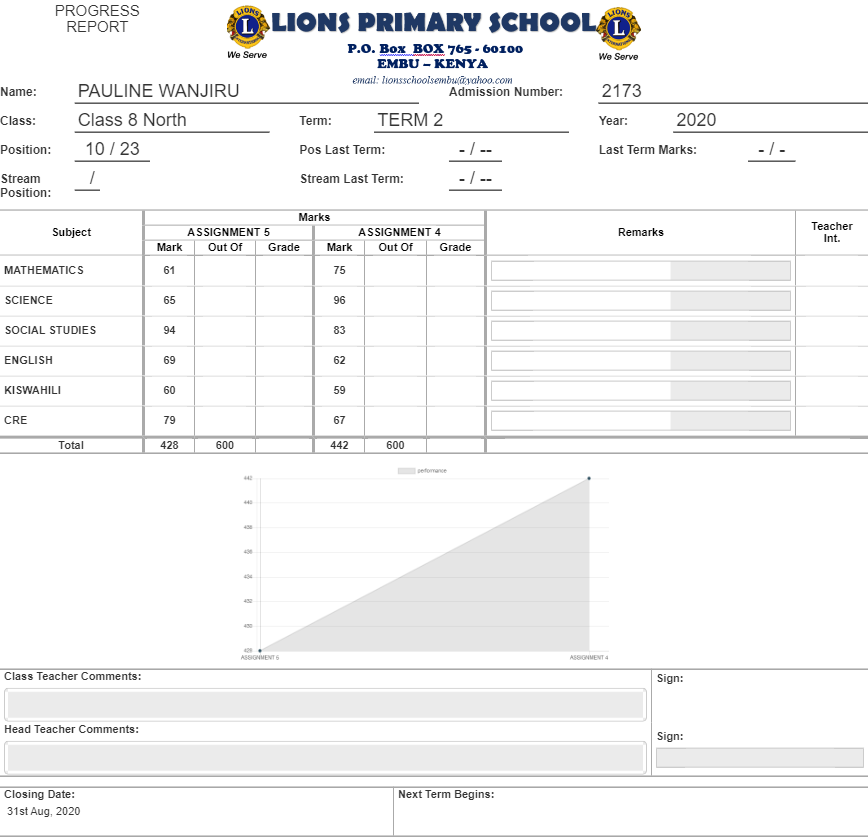 PROGRESS
REPORT
LIONS
L
INTERNATIONAL
We Serve
LIONS PRIMARY SCHOOL
P.O. Box BOX 765 - 60100
EMBU – KENYA
email: lionsschoolsembu@yahoo.com
LIONS
L
INTERNATIONAL
We Serve
Name: PAULINE WANJIRU Admission Number: 2173
Class: Class 8 North Term: TERM 2 Year: 2020
Position: 10 / 23 Pos Last Term: - / -- Last Term Marks: - / -
Stream Position: / Stream Last Term: - / --
Subject Marks Remarks Teacher Int.
ASSIGNMENT 5 ASSIGNMENT 4
Mark Out Of Grade Mark Out Of Grade
MATHEMATICS 61 75
SCIENCE 65 96
SOCIAL STUDIES 94 83
ENGLISH 69 62
KISWAHILI 60 59
CRE 79 67
Total 428 600 442 600
performance
442
440
438
436
434
432
430
428
ASSIGNMENT 5 ASSIGNMENT 4
Class Teacher Comments: Sign:
Head Teacher Comments: Sign:
Closing Date: Next Term Begins:
31st Aug, 2020